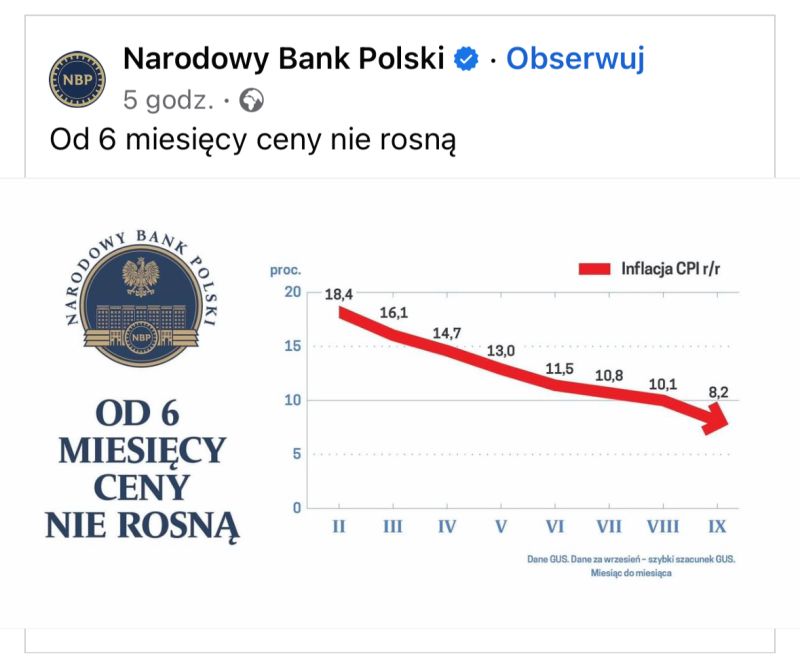 NBP
Narodowy Bank Polski · Obserwuj
5 godz. ·
Od 6 miesięcy ceny nie rosną
NARODOWY BANK POLSKI
NBP
OD 6
MIESIĘCY
CENY
NIE ROSNĄ
proc.
Inflacja CPI r/r
20
15
10
5
0
18,4
16,1
14,7
13,0
11,5
10,8
10,1
8,2
II III IV V VI VII VIII IX
Dane GUS. Dane za wrzesień – szybki szacunek GUS.
Miesiąc do miesiąca